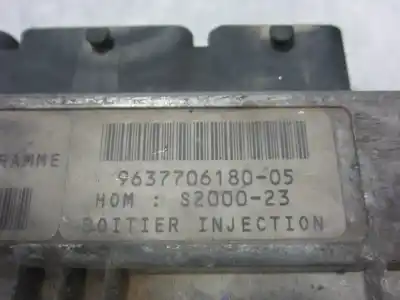 RAMME
9637706180-05
HOM : S2000-23
BOITIER INJECTION